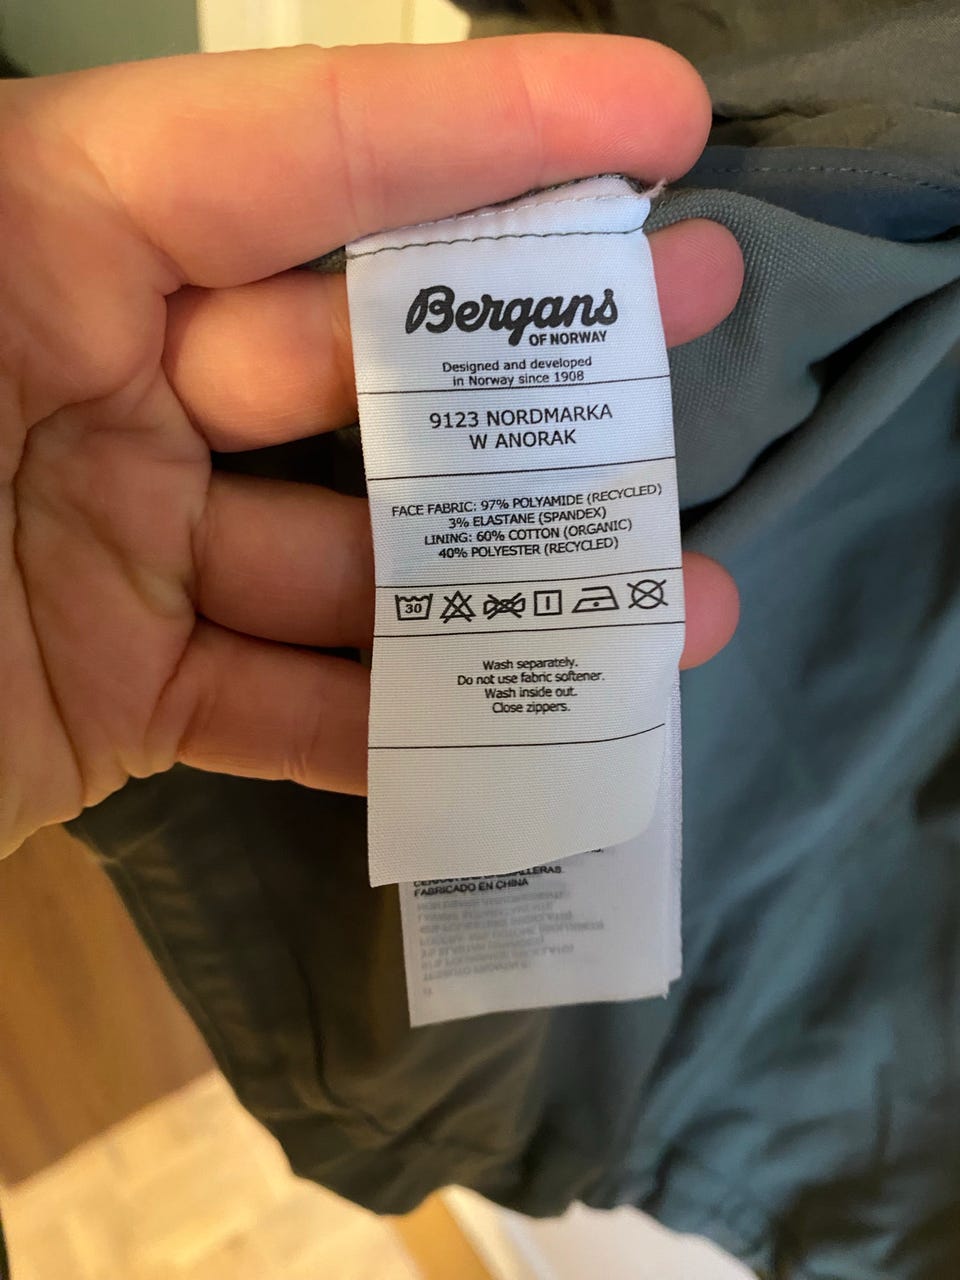 Bergans
OF NORWAY
Designed and developed
in Norway since 1908
9123 NORDMARKA
W ANORAK
FACE FABRIC: 97% POLYAMIDE (RECYCLED)
3% ELASTANE (SPANDEX)
LINING: 60% COTTON (ORGANIC)
40% POLYESTER (RECYCLED)
30
Wash separately.
Do not use fabric softener.
Wash inside out.
Close zippers.
FABRICADO EN CHINA